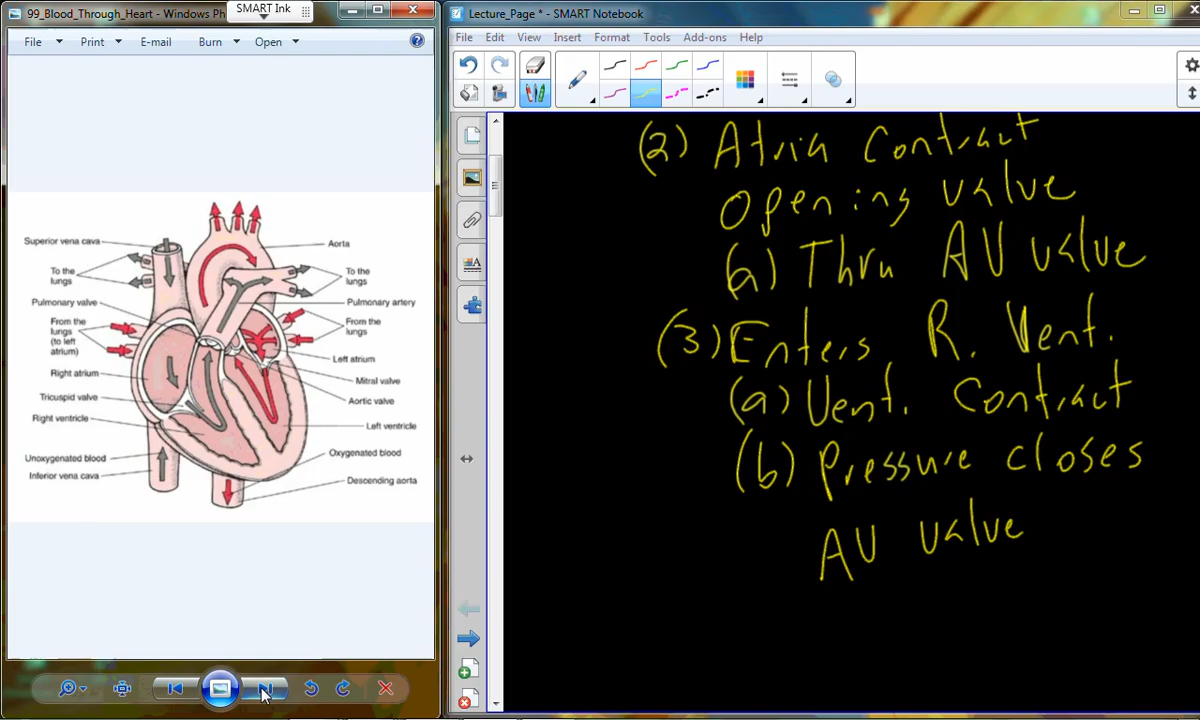 99_Blood_Through_Heart - Windows Ph
SMART Ink
File Print E-mail Burn Open
Superior vena cava
To the
lungs
Pulmonary valve
From the
lungs
(to left
atrium)
Right atrium
Tricuspid valve
Right ventricle
Unoxygenated blood
Inferior vena cava
Aorta
To the
lungs
Pulmonary artery
From the
lungs
Left atrium
Mitral valve
Aortic valve
Left ventricle
Oxygenated blood
Descending aorta
Lecture_Page * - SMART Notebook
File Edit View Insert Format Tools Add-ons Help
(2) Atria Contract
Opening valve
(a) Thru AV valve
(3) Enters R. Vent.
(a) Vent. Contract
(b) Pressure closes
AV valve